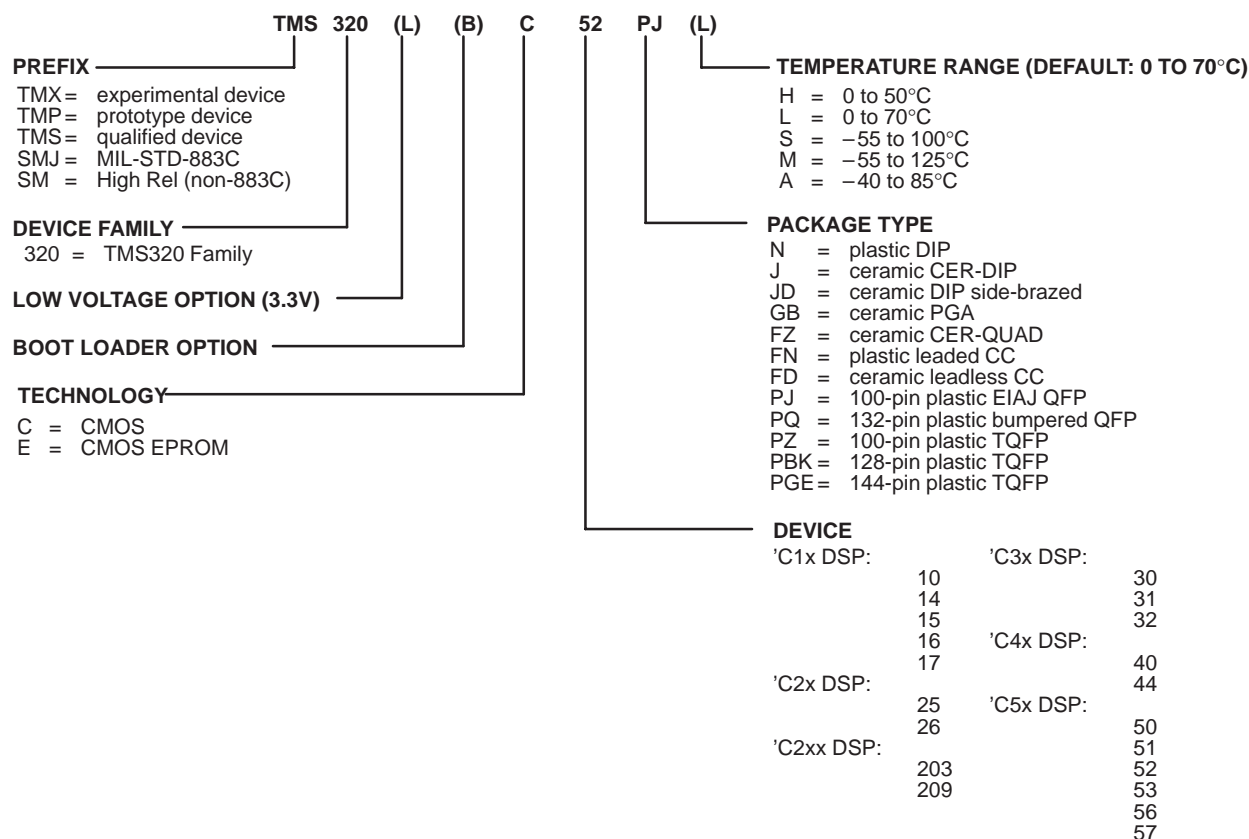 TMS 320 (L) (B) C 52 PJ (L)
PREFIX
TMX = experimental device
TMP = prototype device
TMS = qualified device
SMJ = MIL-STD-883C
SM = High Rel (non-883C)
DEVICE FAMILY
320 = TMS320 Family
LOW VOLTAGE OPTION (3.3V)
BOOT LOADER OPTION
TECHNOLOGY
C = CMOS
E = CMOS EPROM
TEMPERATURE RANGE (DEFAULT: 0 TO 70°C)
H = 0 to 50°C
L = 0 to 70°C
S = –55 to 100°C
M = –55 to 125°C
A = –40 to 85°C
PACKAGE TYPE
N = plastic DIP
J = ceramic CER-DIP
JD = ceramic DIP side-brazed
GB = ceramic PGA
FZ = ceramic CER-QUAD
FN = plastic leaded CC
FD = ceramic leadless CC
PJ = 100-pin plastic EIAJ QFP
PQ = 132-pin plastic bumpered QFP
PZ = 100-pin plastic TQFP
PBK = 128-pin plastic TQFP
PGE = 144-pin plastic TQFP
DEVICE
’C1x DSP:
10
14
15
16
17
’C2x DSP:
25
26
’C2xx DSP:
203
209
’C3x DSP:
30
31
32
’C4x DSP:
40
44
’C5x DSP:
50
51
52
53
56
57